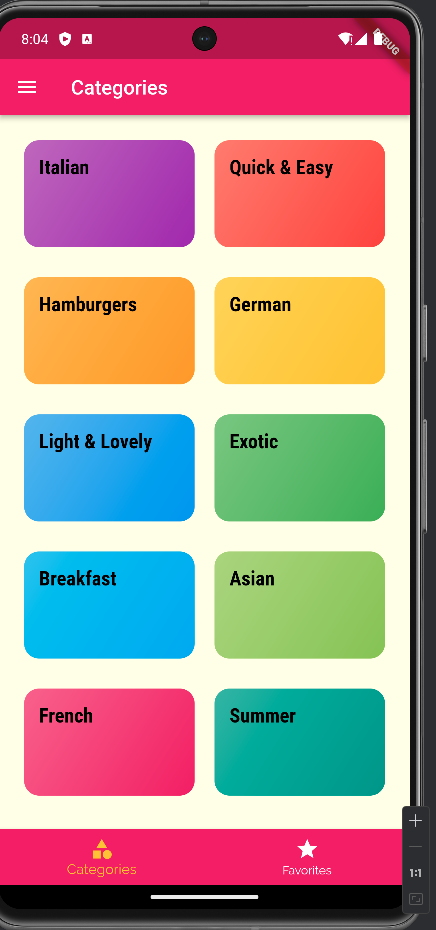 8:04
DEBUG
Categories
Italian
Quick & Easy
Hamburgers
German
Light & Lovely
Exotic
Breakfast
Asian
French
Summer
Categories
Favorites
1:1